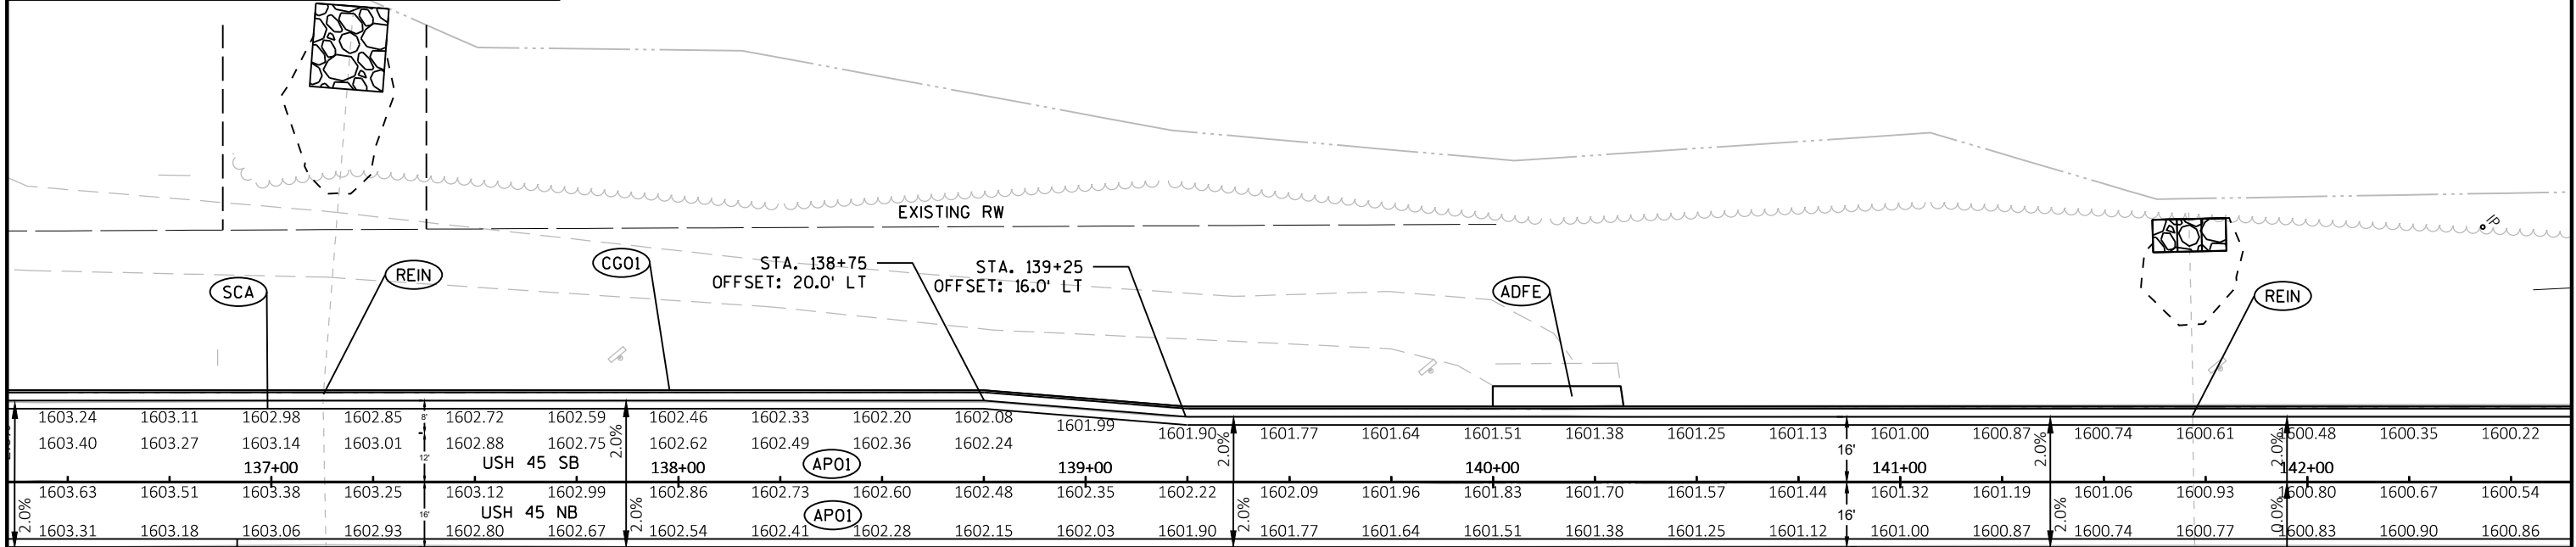 IP
EXISTING RW
SCA
REIN
CG01
STA. 138+75
OFFSET: 20.0' LT
STA. 139+25
OFFSET: 16.0' LT
ADFE
REIN
1603.24 1603.11 1602.98 1602.85 1602.72 1602.59 1602.46 1602.33 1602.20 1602.08 1601.99 1601.90 1601.77 1601.64 1601.51 1601.38 1601.25 1601.13 1601.00 1600.87 1600.74 1600.61 1600.48 1600.35 1600.22
8'
1603.40 1603.27 1603.14 1603.01 1602.88 1602.75 1602.62 1602.49 1602.36 1602.24
2.0% 2.0% 2.0% 2.0%
12' 16'
USH 45 SB
AP01
137+00 138+00 139+00 140+00 141+00 142+00
1603.63 1603.51 1603.38 1603.25 1603.12 1602.99 1602.86 1602.73 1602.60 1602.48 1602.35 1602.22 1602.09 1601.96 1601.83 1601.70 1601.57 1601.44 1601.32 1601.19 1601.06 1600.93 1600.80 1600.67 1600.54
16' 16'
USH 45 NB
AP01
2.0% 2.0% 2.0% 2.0% 0.0%
1603.31 1603.18 1603.06 1602.93 1602.80 1602.67 1602.54 1602.41 1602.28 1602.15 1602.03 1601.90 1601.77 1601.64 1601.51 1601.38 1601.25 1601.12 1601.00 1600.87 1600.74 1600.77 1600.83 1600.90 1600.86